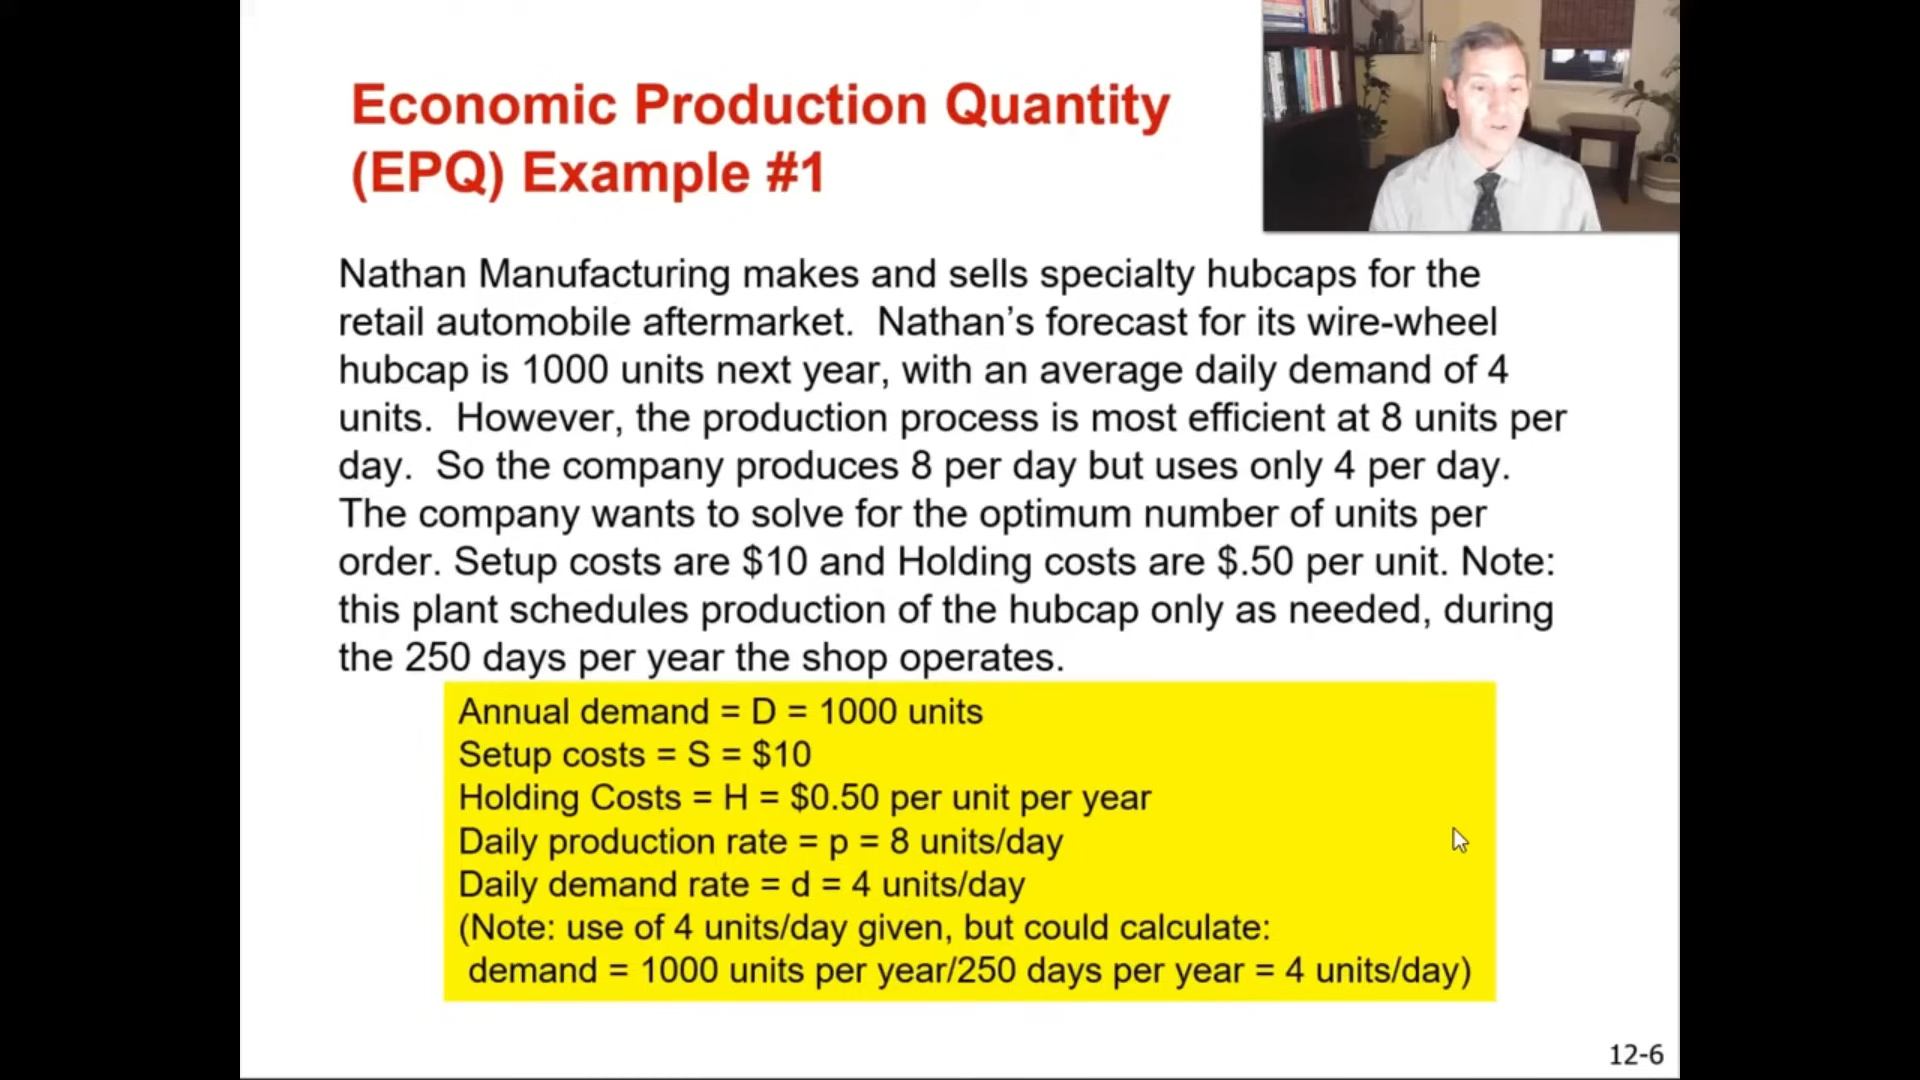 Economic Production Quantity
(EPQ) Example #1
Nathan Manufacturing makes and sells specialty hubcaps for the
retail automobile aftermarket.  Nathan’s forecast for its wire-wheel
hubcap is 1000 units next year, with an average daily demand of 4
units.  However, the production process is most efficient at 8 units per
day.  So the company produces 8 per day but uses only 4 per day.
The company wants to solve for the optimum number of units per
order. Setup costs are $10 and Holding costs are $.50 per unit. Note:
this plant schedules production of the hubcap only as needed, during
the 250 days per year the shop operates.
Annual demand = D = 1000 units
Setup costs = S = $10
Holding Costs = H = $0.50 per unit per year
Daily production rate = p = 8 units/day
Daily demand rate = d = 4 units/day
(Note: use of 4 units/day given, but could calculate:
demand = 1000 units per year/250 days per year = 4 units/day)
12-6